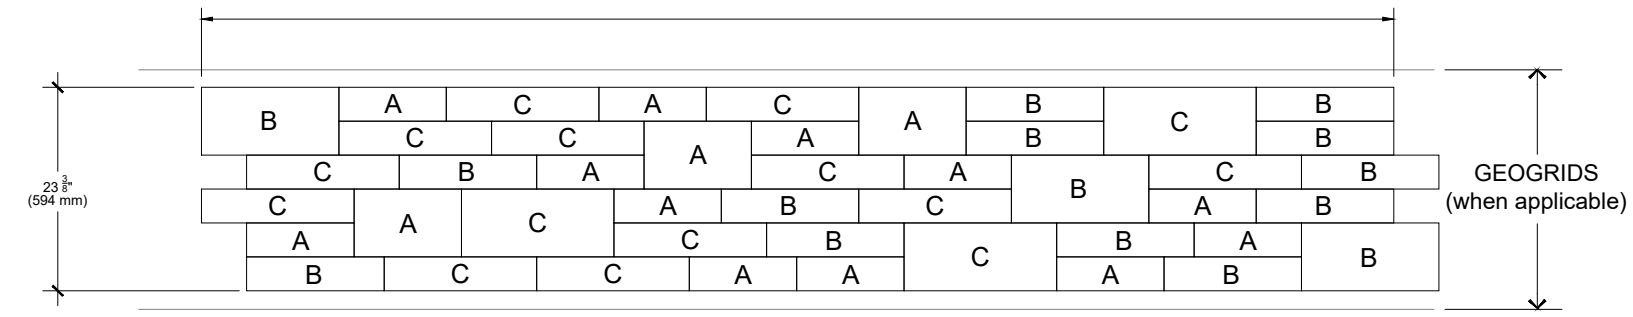 B A C A C A B C B
C C A A B B
C B A C A B C B
C A C A B C A B
A C B C B A B
B C C A A A B
23 3/8"
(594 mm)
GEOGRIDS
(when applicable)